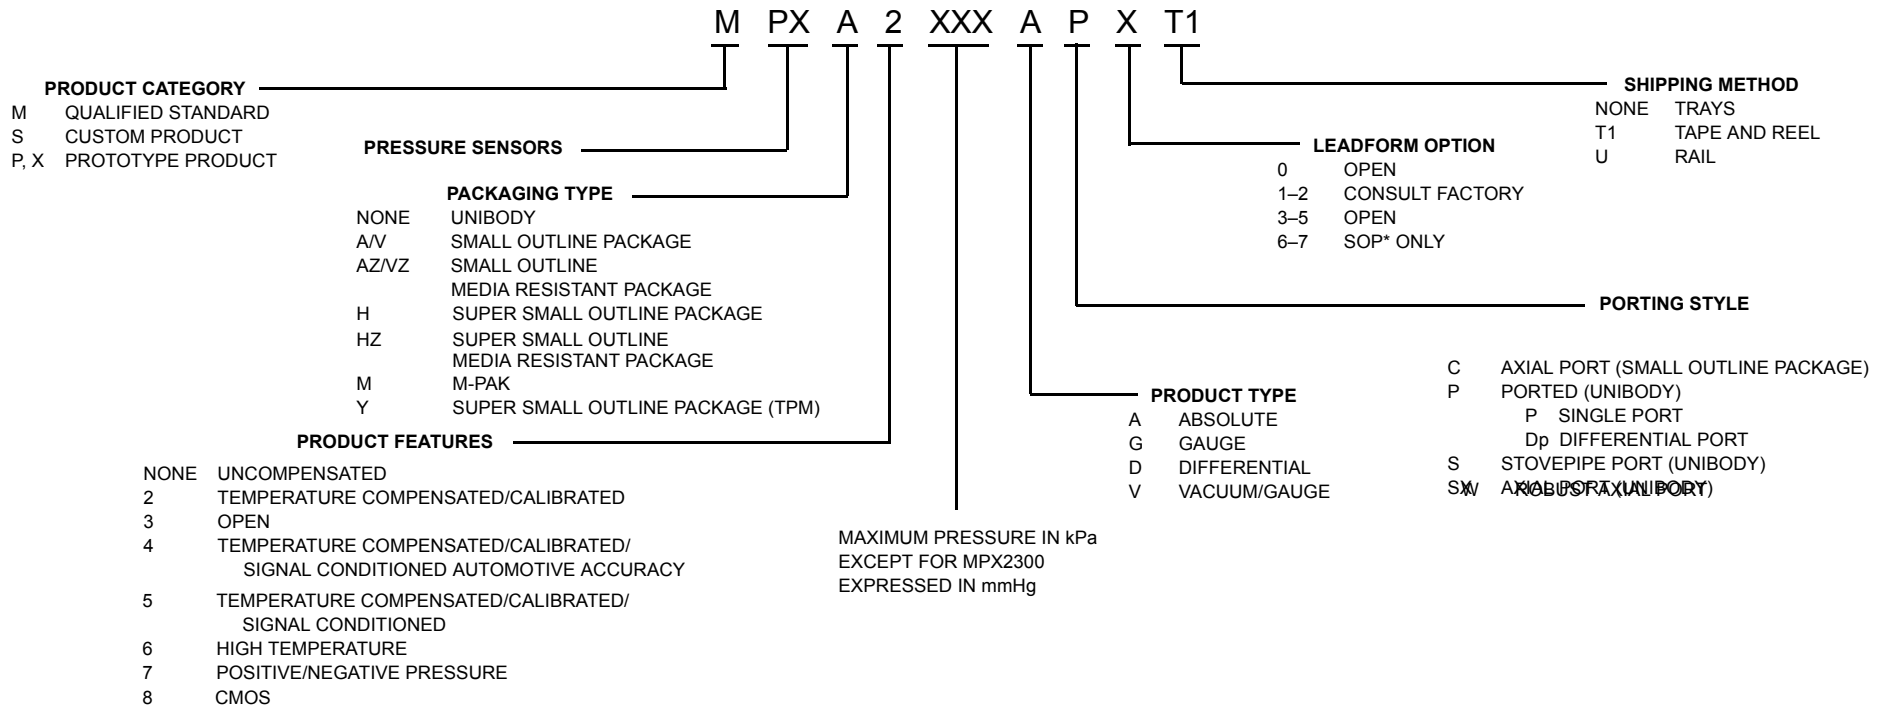 M PX A 2 XXX A P X T1
PRODUCT CATEGORY
M QUALIFIED STANDARD
S CUSTOM PRODUCT
P, X PROTOTYPE PRODUCT
PRESSURE SENSORS
PACKAGING TYPE
NONE UNIBODY
A/V SMALL OUTLINE PACKAGE
AZ/VZ SMALL OUTLINE
MEDIA RESISTANT PACKAGE
H SUPER SMALL OUTLINE PACKAGE
HZ SUPER SMALL OUTLINE
MEDIA RESISTANT PACKAGE
M M-PAK
Y SUPER SMALL OUTLINE PACKAGE (TPM)
PRODUCT FEATURES
NONE UNCOMPENSATED
2 TEMPERATURE COMPENSATED/CALIBRATED
3 OPEN
4 TEMPERATURE COMPENSATED/CALIBRATED/
SIGNAL CONDITIONED AUTOMOTIVE ACCURACY
5 TEMPERATURE COMPENSATED/CALIBRATED/
SIGNAL CONDITIONED
6 HIGH TEMPERATURE
7 POSITIVE/NEGATIVE PRESSURE
8 CMOS
MAXIMUM PRESSURE IN kPa
EXCEPT FOR MPX2300
EXPRESSED IN mmHg
PRODUCT TYPE
A ABSOLUTE
G GAUGE
D DIFFERENTIAL
V VACUUM/GAUGE
PORTING STYLE
C AXIAL PORT (SMALL OUTLINE PACKAGE)
P PORTED (UNIBODY)
P SINGLE PORT
Dp DIFFERENTIAL PORT
S STOVEPIPE PORT (UNIBODY)
SX AXIAL PORT (UNIBODY)
W ROBUST AXIAL PORT
LEADFORM OPTION
0 OPEN
1–2 CONSULT FACTORY
3–5 OPEN
6–7 SOP* ONLY
SHIPPING METHOD
NONE TRAYS
T1 TAPE AND REEL
U RAIL